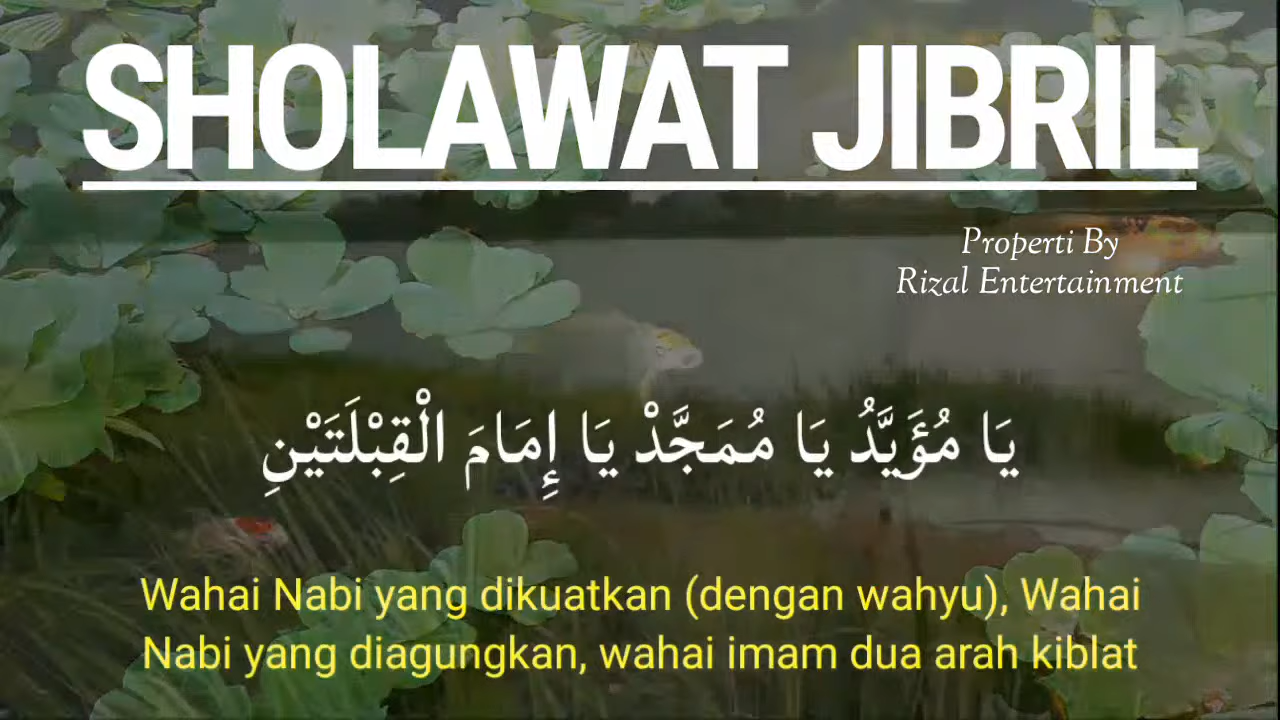 SHOLAWAT JIBRIL
Properti By
Rizal Entertainment
يَا مُؤَيَّدُ يَا مُمَجَّدْ يَا إِمَامَ الْقِبْلَتَيْنِ
Wahai Nabi yang dikuatkan (dengan wahyu), Wahai
Nabi yang diagungkan, wahai imam dua arah kiblat